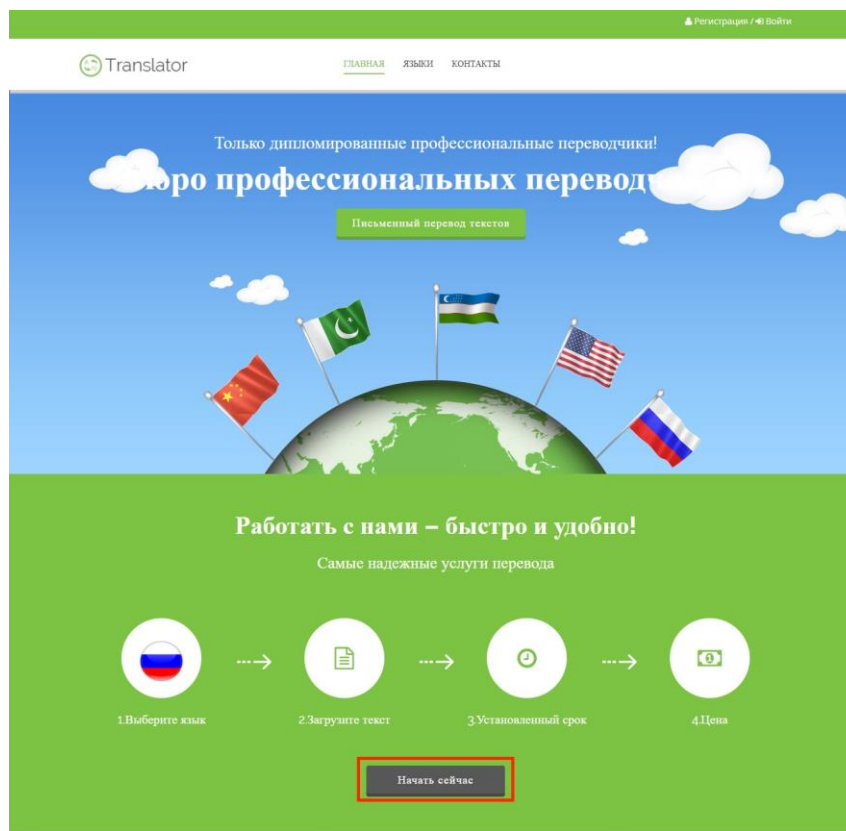 Регистрация / Войти
Translator
ГЛАВНАЯ ЯЗЫКИ КОНТАКТЫ
Только дипломированные профессиональные переводчики!
профессиональных
Письменный перевод текстов
Работать с нами – быстро и удобно!
Самые надежные услуги перевода
1.Выберите язык 2.Загрузите текст 3.Установленный срок 4.Цена
Начать сейчас